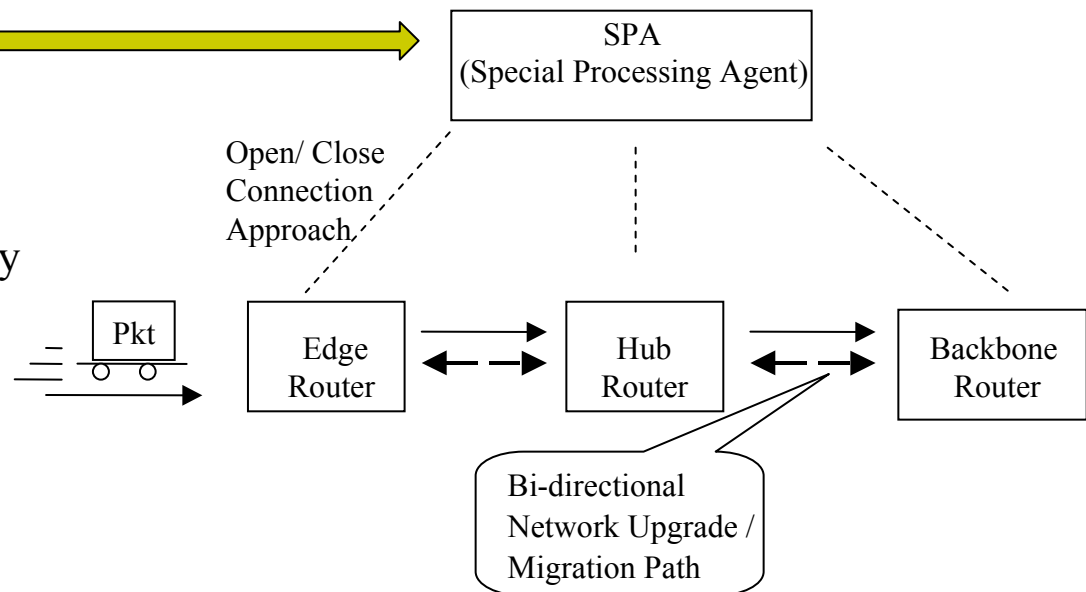 SPA
(Special Processing Agent)
Open/ Close
Connection
Approach
y
Pkt
Edge
Router
Hub
Router
Backbone
Router
Bi-directional
Network Upgrade /
Migration Path